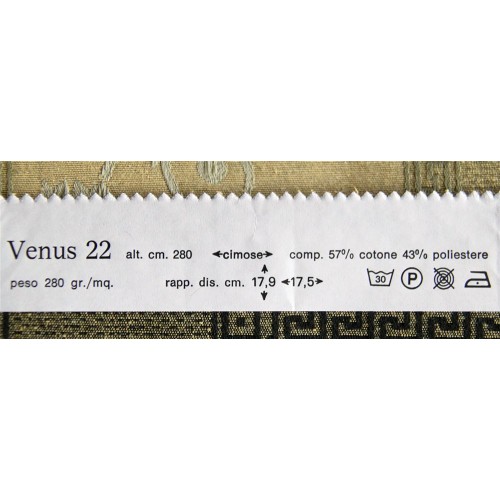 Venus 22 alt. cm. 280 cimose comp. 57% cotone 43% poliestere
peso 280 gr./mq. rapp. dis. cm. 17,9 17,5 30 P